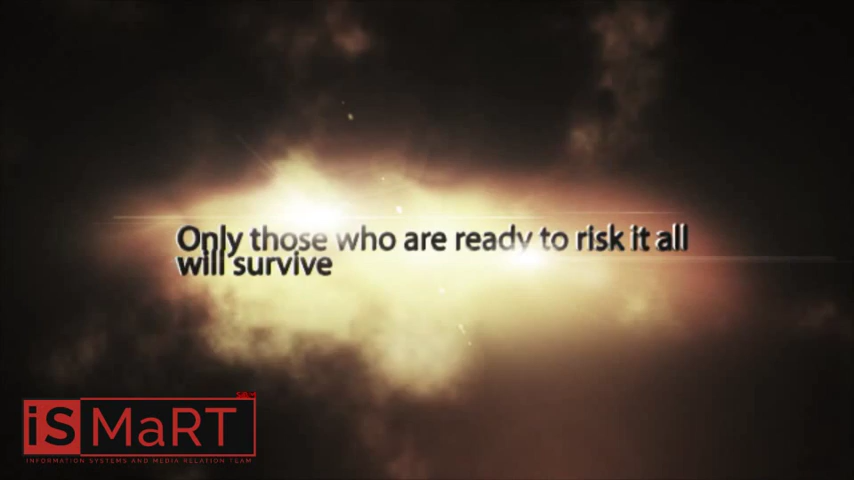 Only those who are ready to risk it all
will survive
iSMaRT
INFORMATION SYSTEMS AND MEDIA RELATION TEAM